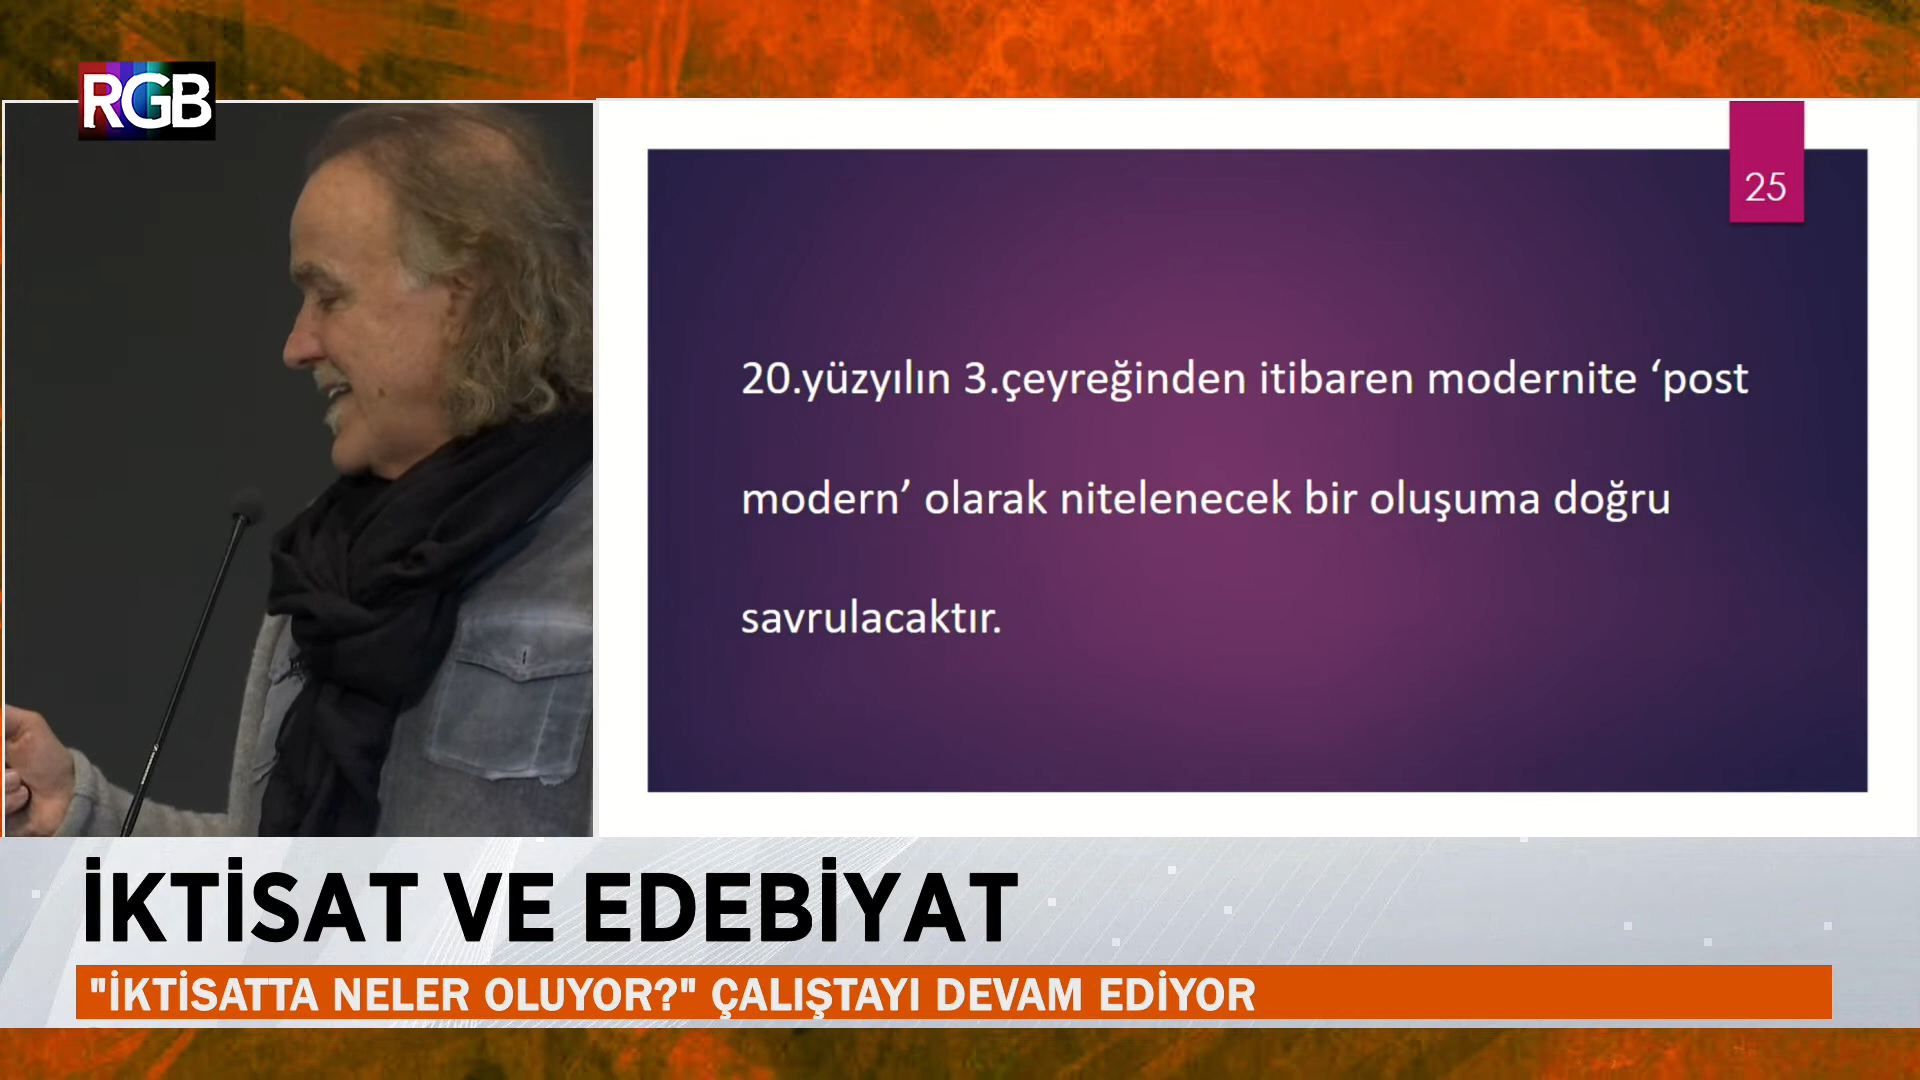 RGB
25
20.yüzyılın 3.çeyreğinden itibaren modernite ‘post
modern’ olarak nitelenecek bir oluşuma doğru
savrulacaktır.
İKTİSAT VE EDEBİYAT
"İKTİSATTA NELER OLUYOR?" ÇALIŞTAYI DEVAM EDİYOR